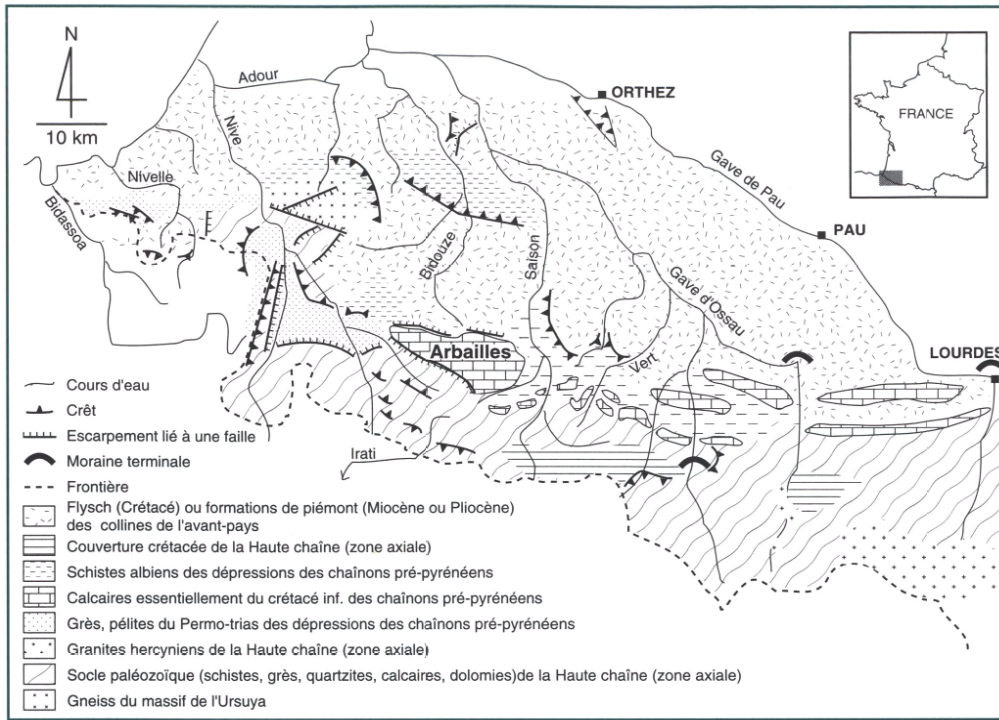 N
10 km
Adour
Nive
Nivelle
Bidassoa
Bidouze
Saison
ORTHEZ
Gave de Pau
PAU
Gave d'Ossau
Vert
LOURDES
Arbailles
Irati
FRANCE
Cours d'eau
Crêt
Escarpement lié à une faille
Moraine terminale
Frontière
Flysch (Crétacé) ou formations de piémont (Miocène ou Pliocène)
des collines de l'avant-pays
Couverture crétacée de la Haute chaîne (zone axiale)
Schistes albiens des dépressions des chaînons pré-pyrénéens
Calcaires essentiellement du crétacé inf. des chaînons pré-pyrénéens
Grès, pélites du Permo-trias des dépressions des chaînons pré-pyrénéens
Granites hercyniens de la Haute chaîne (zone axiale)
Socle paléozoïque (schistes, grès, quartzites, calcaires, dolomies)de la Haute chaîne (zone axiale)
Gneiss du massif de l'Ursuya